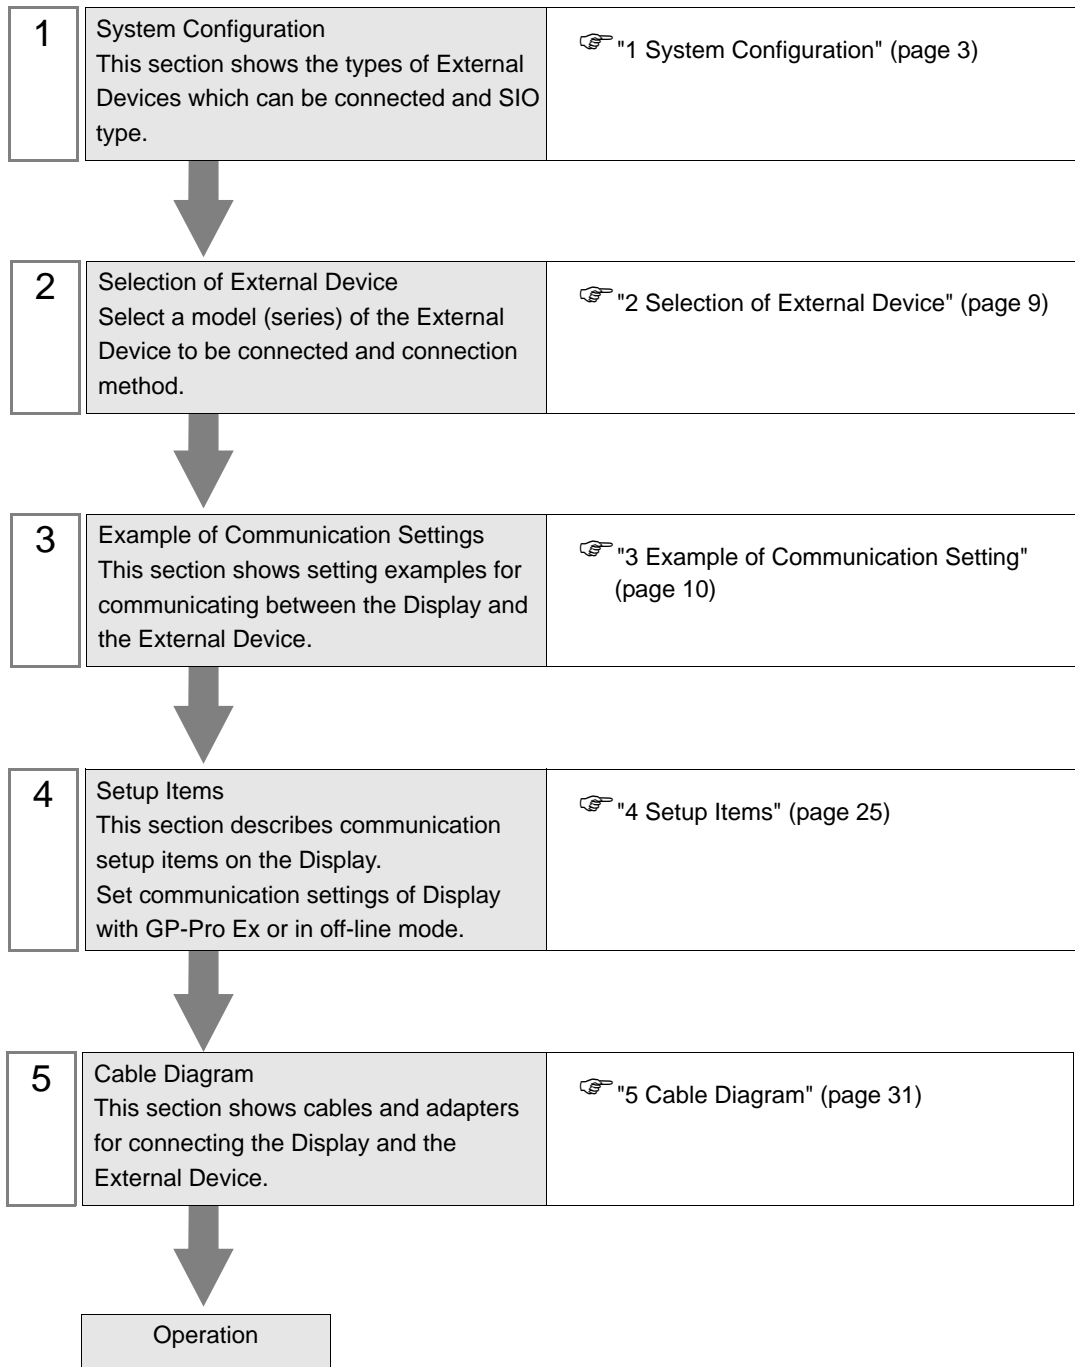 1
System Configuration
This section shows the types of External
Devices which can be connected and SIO
type.
"1 System Configuration" (page 3)
2
Selection of External Device
Select a model (series) of the External
Device to be connected and connection
method.
"2 Selection of External Device" (page 9)
3
Example of Communication Settings
This section shows setting examples for
communicating between the Display and
the External Device.
"3 Example of Communication Setting"
(page 10)
4
Setup Items
This section describes communication
setup items on the Display.
Set communication settings of Display
with GP-Pro Ex or in off-line mode.
"4 Setup Items" (page 25)
5
Cable Diagram
This section shows cables and adapters
for connecting the Display and the
External Device.
"5 Cable Diagram" (page 31)
Operation